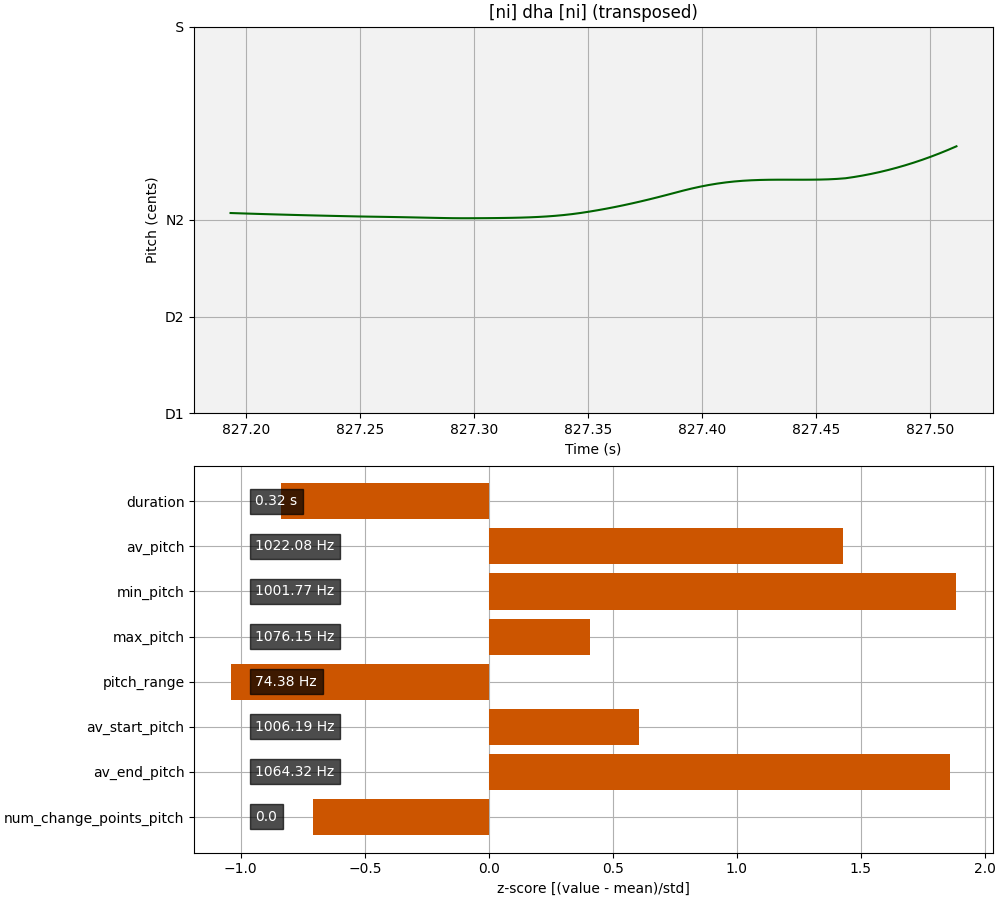 [ni] dha [ni] (transposed)
S
N2
D2
D1
Pitch (cents)
827.20 827.25 827.30 827.35 827.40 827.45 827.50
Time (s)
duration 0.32 s
av_pitch 1022.08 Hz
min_pitch 1001.77 Hz
max_pitch 1076.15 Hz
pitch_range 74.38 Hz
av_start_pitch 1006.19 Hz
av_end_pitch 1064.32 Hz
num_change_points_pitch 0.0
−1.0 −0.5 0.0 0.5 1.0 1.5 2.0
z-score [(value - mean)/std]